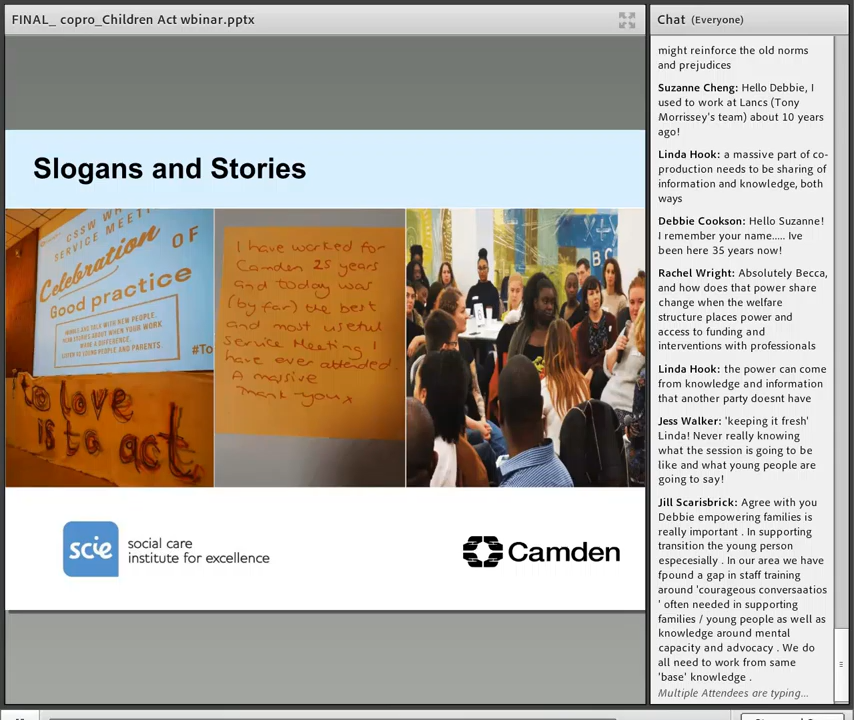 FINAL_ copro_Children Act wbinar.pptx
Slogans and Stories
CSSW WH
SERVICE MEETI
Celebration OF
Good practice
#To
to love
is to act.
I have worked for
Camden 25 years
and today was
(by far) the best
and most useful
Service Meeting I
have ever attended.
A massive
Thank-you x
scie
social care
institute for excellence
Camden
Chat (Everyone)
might reinforce the old norms
and prejudices
Suzanne Cheng: Hello Debbie, I
used to work at Lancs (Tony
Morrissey's team) about 10 years
ago!
Linda Hook: a massive part of co-
production needs to be sharing of
information and knowledge, both
ways
Debbie Cookson: Hello Suzanne!
I remember your name..... Ive
been here 35 years now!
Rachel Wright: Absolutely Becca,
and how does that power share
change when the welfare
structure places power and
access to funding and
interventions with professionals
Linda Hook: the power can come
from knowledge and information
that another party doesnt have
Jess Walker: 'keeping it fresh'
Linda! Never really knowing
what the session is going to be
like and what young people are
going to say!
Jill Scarisbrick: Agree with you
Debbie empowering families is
really important . In supporting
transition the young person
especesially . In our area we have
fpound a gap in staff training
around 'courageous conversaatios
' often needed in supporting
families / young people as well as
knowledge around mental
capacity and advocacy . We do
all need to work from same
'base' knowledge .
Multiple Attendees are typing...